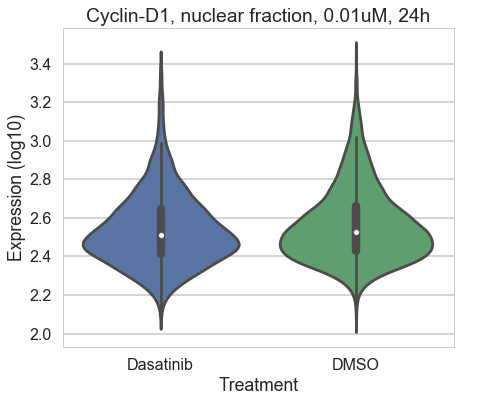 Cyclin-D1, nuclear fraction, 0.01uM, 24h
Expression (log10)
3.4
3.2
3.0
2.8
2.6
2.4
2.2
2.0
Dasatinib DMSO
Treatment